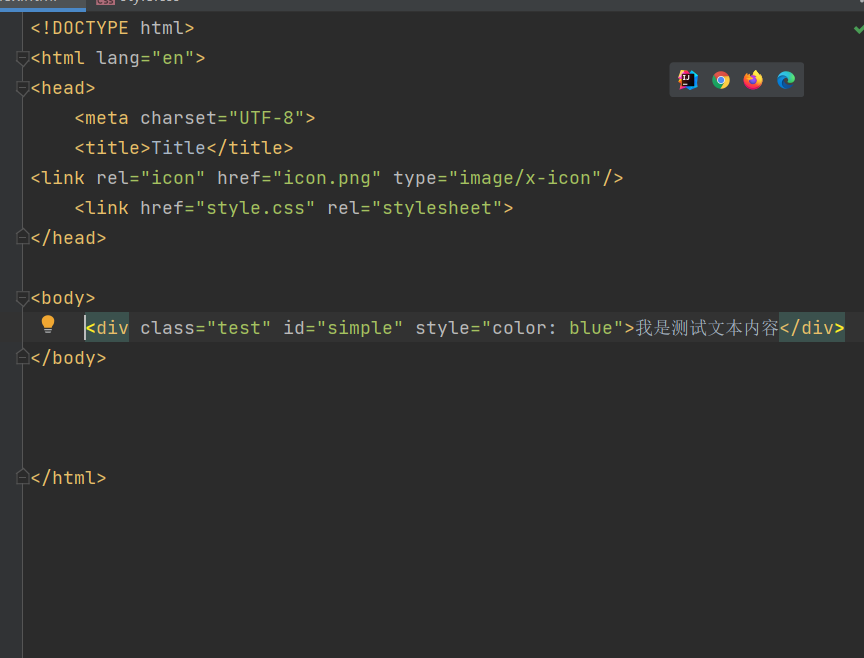 <!DOCTYPE html>
<html lang="en">
<head>
    <meta charset="UTF-8">
    <title>Title</title>
<link rel="icon" href="icon.png" type="image/x-icon"/>
    <link href="style.css" rel="stylesheet">
</head>
<body>
    <div class="test" id="simple" style="color: blue">我是测试文本内容</div>
</body>
</html>